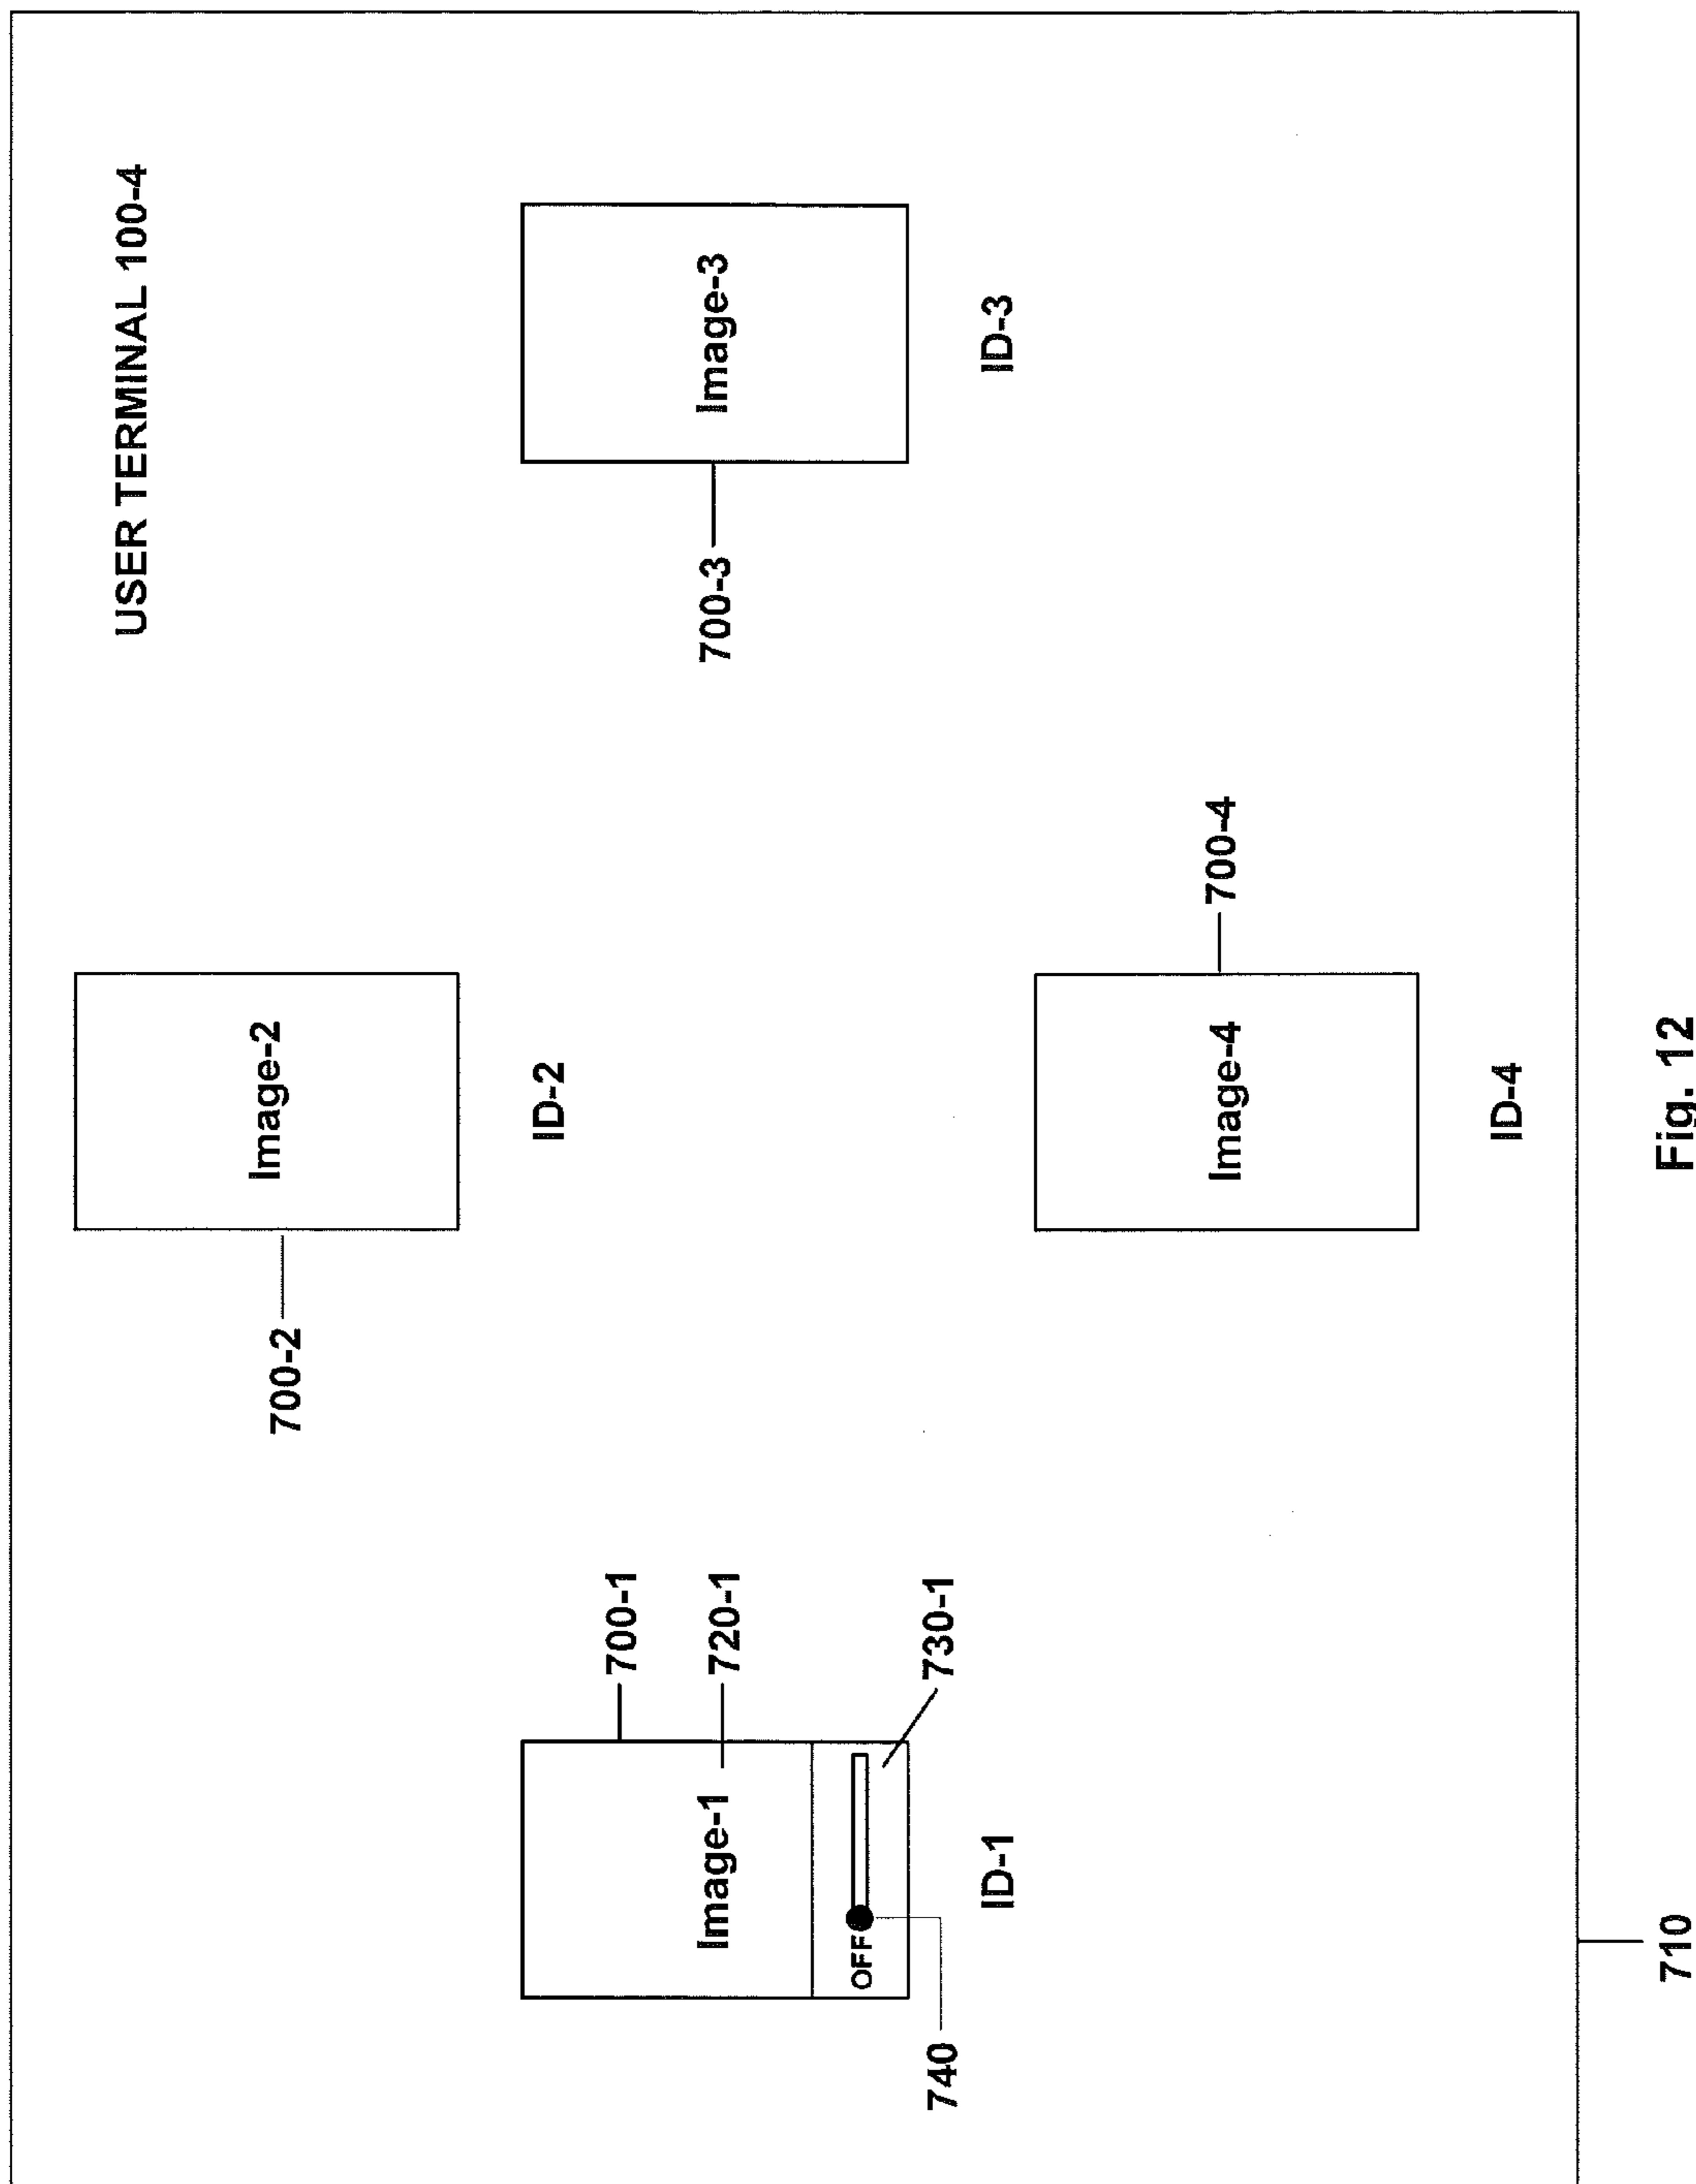 USER TERMINAL 100-4
Image-2
700-2
ID-2
700-1
Image-1
720-1
OFF
730-1
740
ID-1
Image-3
700-3
ID-3
Image-4
700-4
ID-4
710
Fig. 12